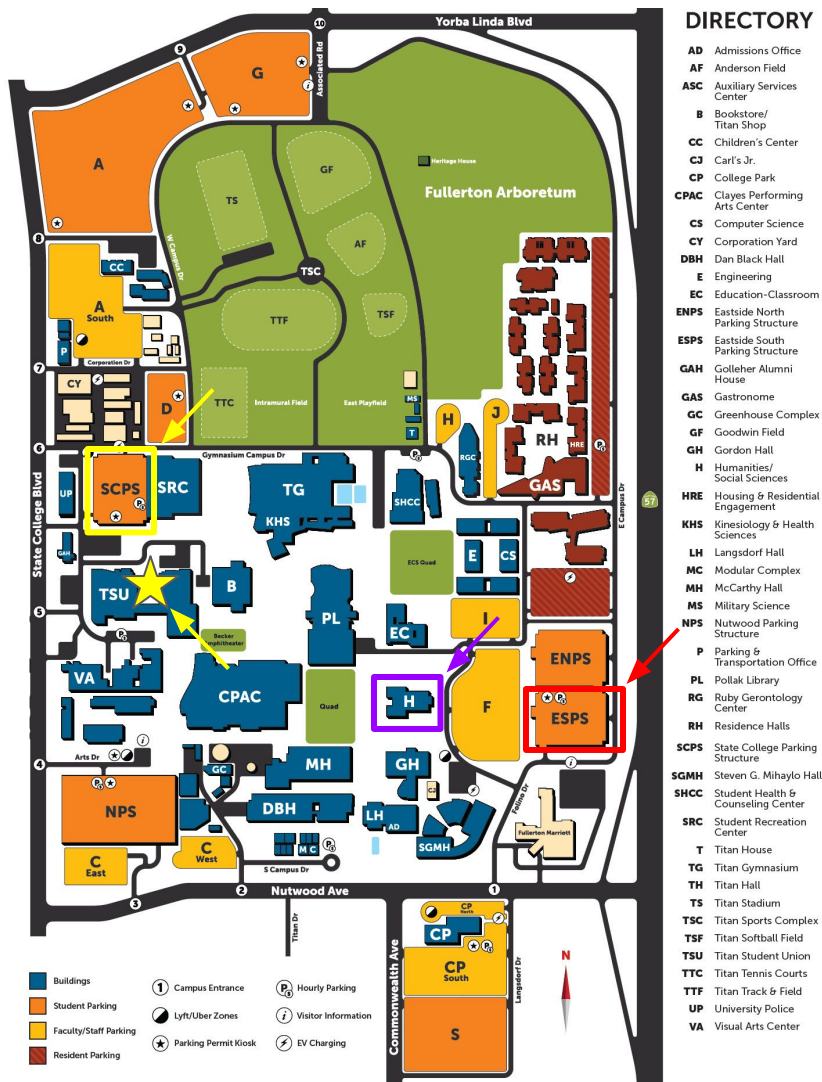 Yorba Linda Blvd
10
9
Associated Rd
G
i
A
Heritage House
Fullerton Arboretum
GF
TS
AF
8
W Campus Dr
CC
TSC
A
South
TTF
TSF
P
Corporation Dr
7
CY
D
TTC
Intramural Field
East Playfield
MS
T
H
J
RH
HRE
6
Gymnasium Campus Dr
RGC
GAS
E Campus Dr
57
State College Blvd
UP
SCPS
SRC
TG
KHS
SHCC
GAH
ECS Quad
E
CS
TSU
B
PL
5
Becker
Amphitheater
EC
I
ENPS
VA
CPAC
Quad
H
F
ESPS
4
Arts Dr
i
GC
MH
GH
CJ
i
Folino Dr
NPS
DBH
LH
AD
SGMH
Fullerton Marriott
C
East
C
West
M C
S Campus Dr
3
2
Nutwood Ave
1
Titan Dr
Commonwealth Ave
CP
North
CP
CP
South
Langsdorf Dr
S
N
Buildings
Student Parking
Faculty/Staff Parking
Resident Parking
1 Campus Entrance
Lyft/Uber Zones
Parking Permit Kiosk
P$ Hourly Parking
i Visitor Information
EV Charging
DIRECTORY
AD Admissions Office
AF Anderson Field
ASC Auxiliary Services
Center
B Bookstore/
Titan Shop
CC Children's Center
CJ Carl's Jr.
CP College Park
CPAC Clayes Performing
Arts Center
CS Computer Science
CY Corporation Yard
DBH Dan Black Hall
E Engineering
EC Education-Classroom
ENPS Eastside North
Parking Structure
ESPS Eastside South
Parking Structure
GAH Golleher Alumni
House
GAS Gastronome
GC Greenhouse Complex
GF Goodwin Field
GH Gordon Hall
H Humanities/
Social Sciences
HRE Housing & Residential
Engagement
KHS Kinesiology & Health
Sciences
LH Langsdorf Hall
MC Modular Complex
MH McCarthy Hall
MS Military Science
NPS Nutwood Parking
Structure
P Parking &
Transportation Office
PL Pollak Library
RG Ruby Gerontology
Center
RH Residence Halls
SCPS State College Parking
Structure
SGMH Steven G. Mihaylo Hall
SHCC Student Health &
Counseling Center
SRC Student Recreation
Center
T Titan House
TG Titan Gymnasium
TH Titan Hall
TS Titan Stadium
TSC Titan Sports Complex
TSF Titan Softball Field
TSU Titan Student Union
TTC Titan Tennis Courts
TTF Titan Track & Field
UP University Police
VA Visual Arts Center